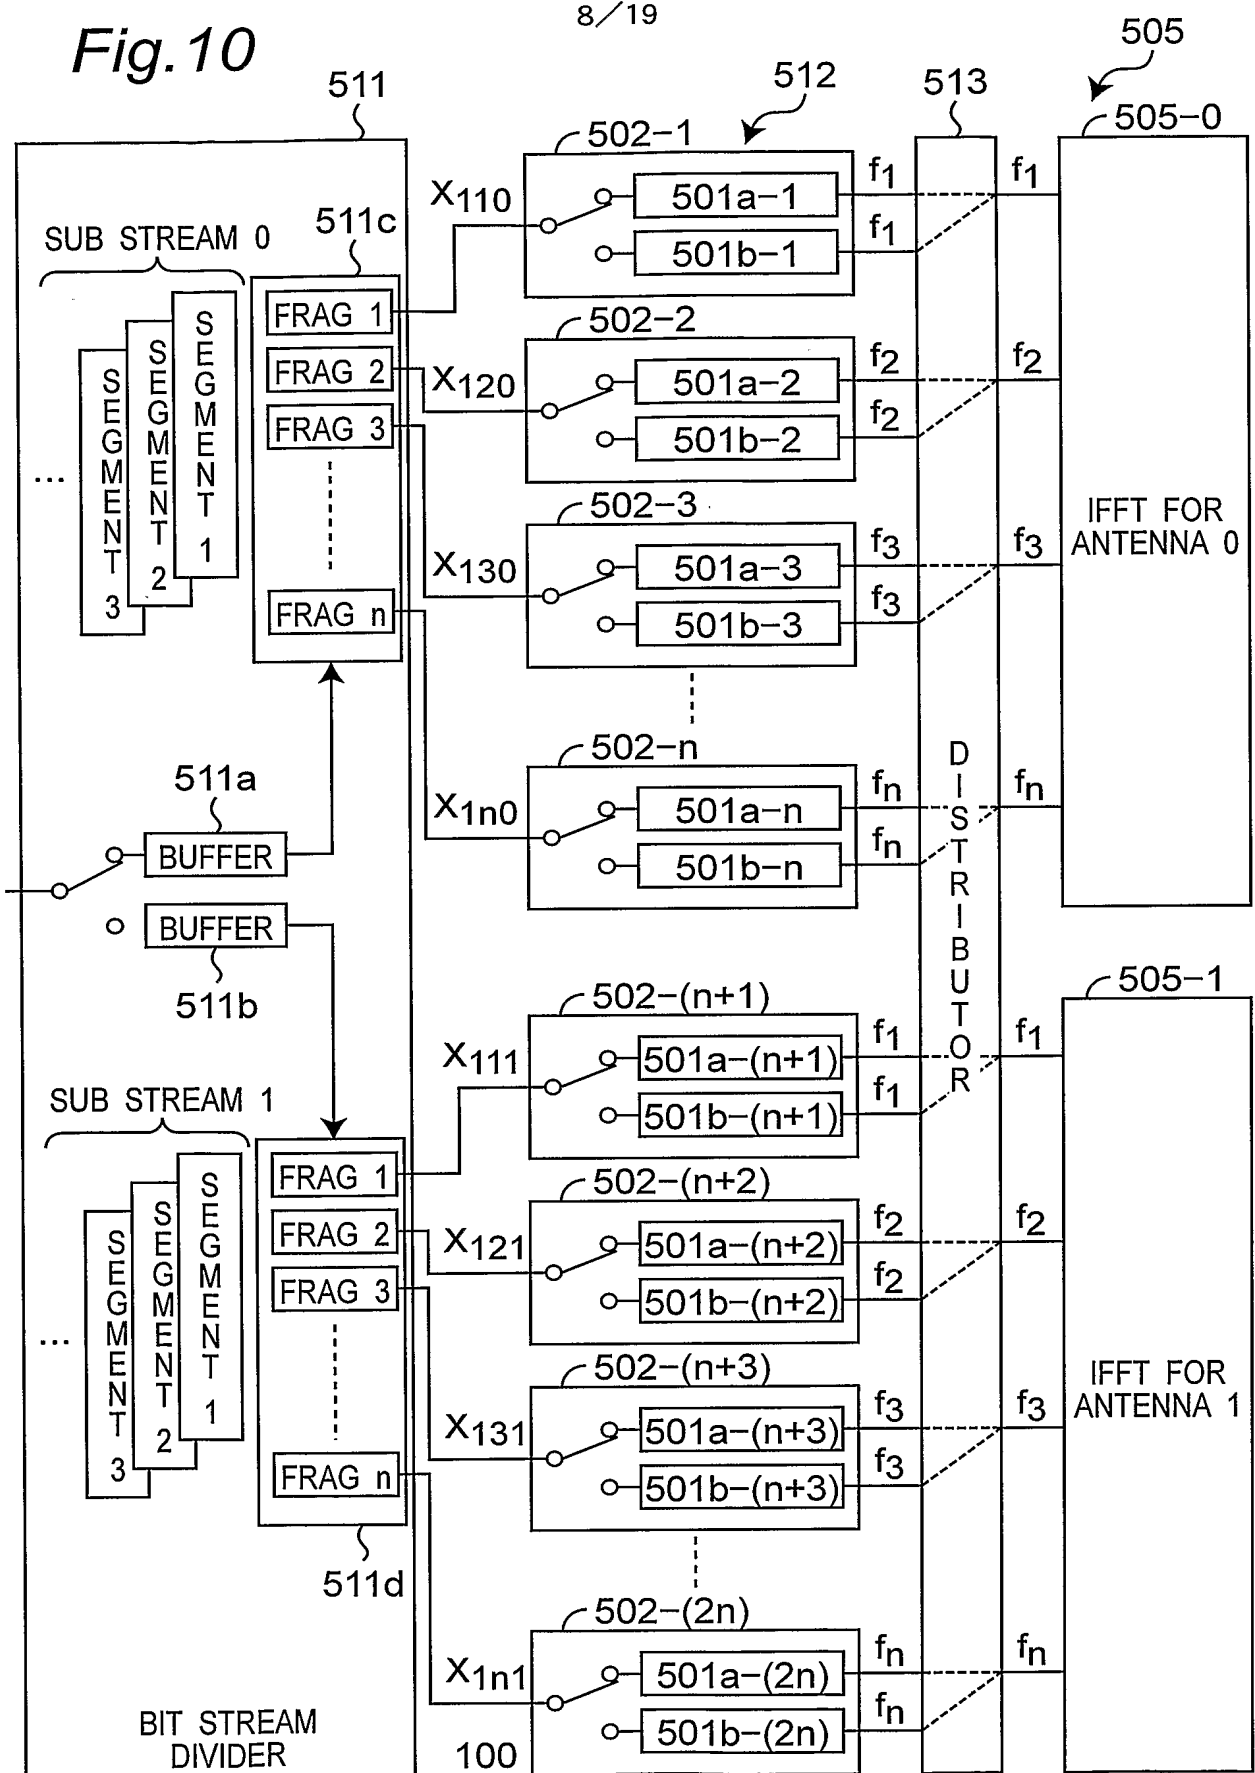 8/19
Fig.10
505
511
512
513
505-0
502-1
f1
f1
X110
501a-1
511c
SUB STREAM 0
f1
501b-1
FRAG 1
502-2
SEGMENT 1
SEGMENT 2
SEGMENT 3
...
f2
f2
FRAG 2
X120
501a-2
f2
FRAG 3
501b-2
502-3
IFFT FOR
ANTENNA 0
f3
f3
X130
501a-3
f3
FRAG n
501b-3
502-n
DISTRIBUTOR
511a
fn
fn
X1n0
501a-n
BUFFER
fn
501b-n
BUFFER
511b
502-(n+1)
505-1
f1
f1
X111
501a-(n+1)
f1
SUB STREAM 1
501b-(n+1)
FRAG 1
502-(n+2)
SEGMENT 1
SEGMENT 2
SEGMENT 3
...
f2
f2
FRAG 2
X121
501a-(n+2)
f2
FRAG 3
501b-(n+2)
502-(n+3)
IFFT FOR
ANTENNA 1
f3
f3
X131
501a-(n+3)
f3
FRAG n
501b-(n+3)
511d
502-(2n)
fn
fn
X1n1
501a-(2n)
fn
501b-(2n)
BIT STREAM
DIVIDER
100